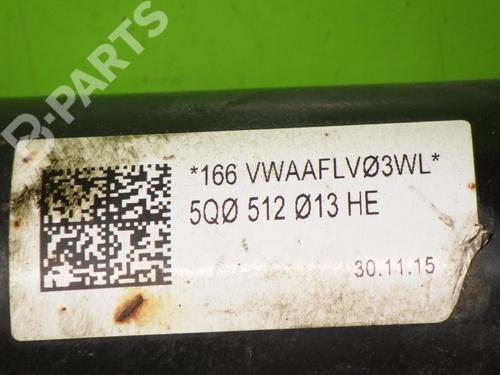 B-PARTS
*166 VWAAFLVØ3WL*
5QØ 512 Ø13 HE
30.11.15